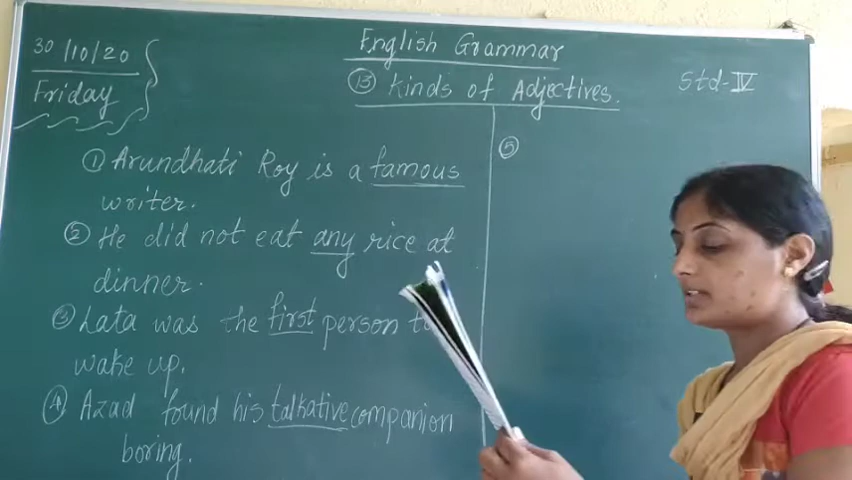 30/10/20
Friday
English Grammar
13 Kinds of Adjectives.
Std-IV
1 Arundhati Roy is a famous
writer.
2 He did not eat any rice at
dinner.
3 Lata was the first person to
wake up.
4 Azad found his talkative companion
boring.
5